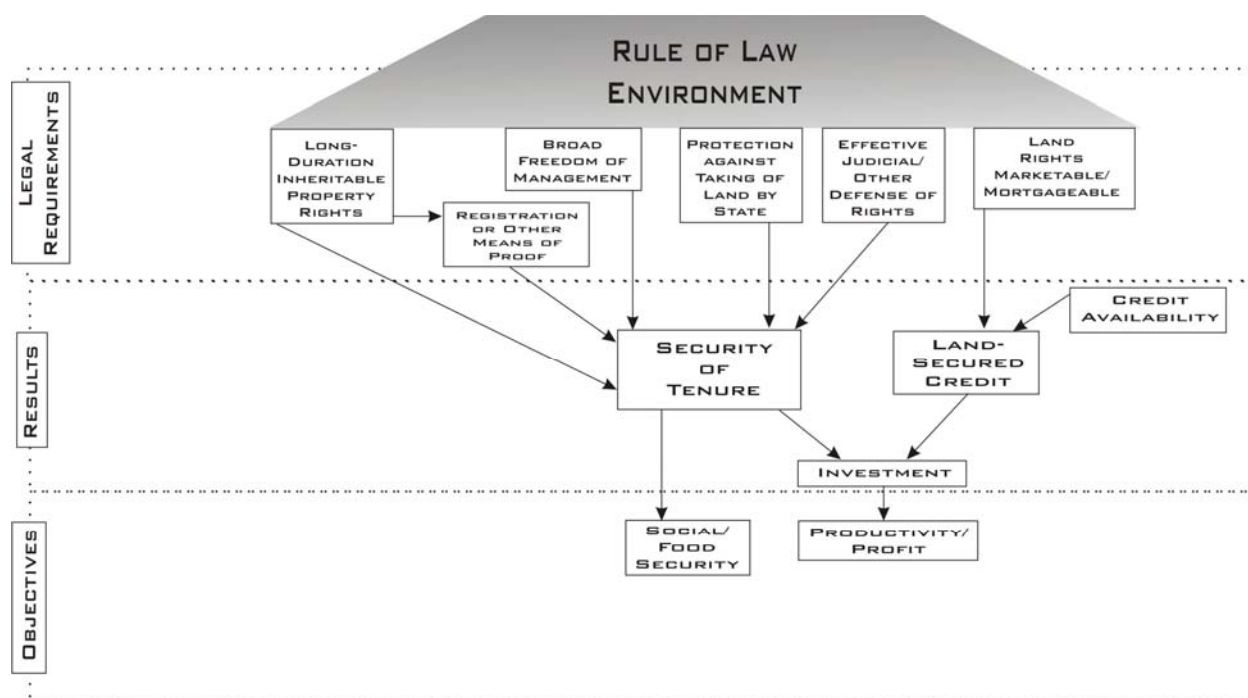 RULE OF LAW
ENVIRONMENT
LEGAL
REQUIREMENTS
LONG-
DURATION
INHERITABLE
PROPERTY
RIGHTS
BROAD
FREEDOM OF
MANAGEMENT
PROTECTION
AGAINST
TAKING OF
LAND BY
STATE
EFFECTIVE
JUDICIAL/
OTHER
DEFENSE OF
RIGHTS
LAND
RIGHTS
MARKETABLE/
MORTGAGEABLE
REGISTRATION
OR OTHER
MEANS OF
PROOF
RESULTS
CREDIT
AVAILABILITY
SECURITY
OF
TENURE
LAND-
SECURED
CREDIT
INVESTMENT
OBJECTIVES
SOCIAL/
FOOD
SECURITY
PRODUCTIVITY/
PROFIT